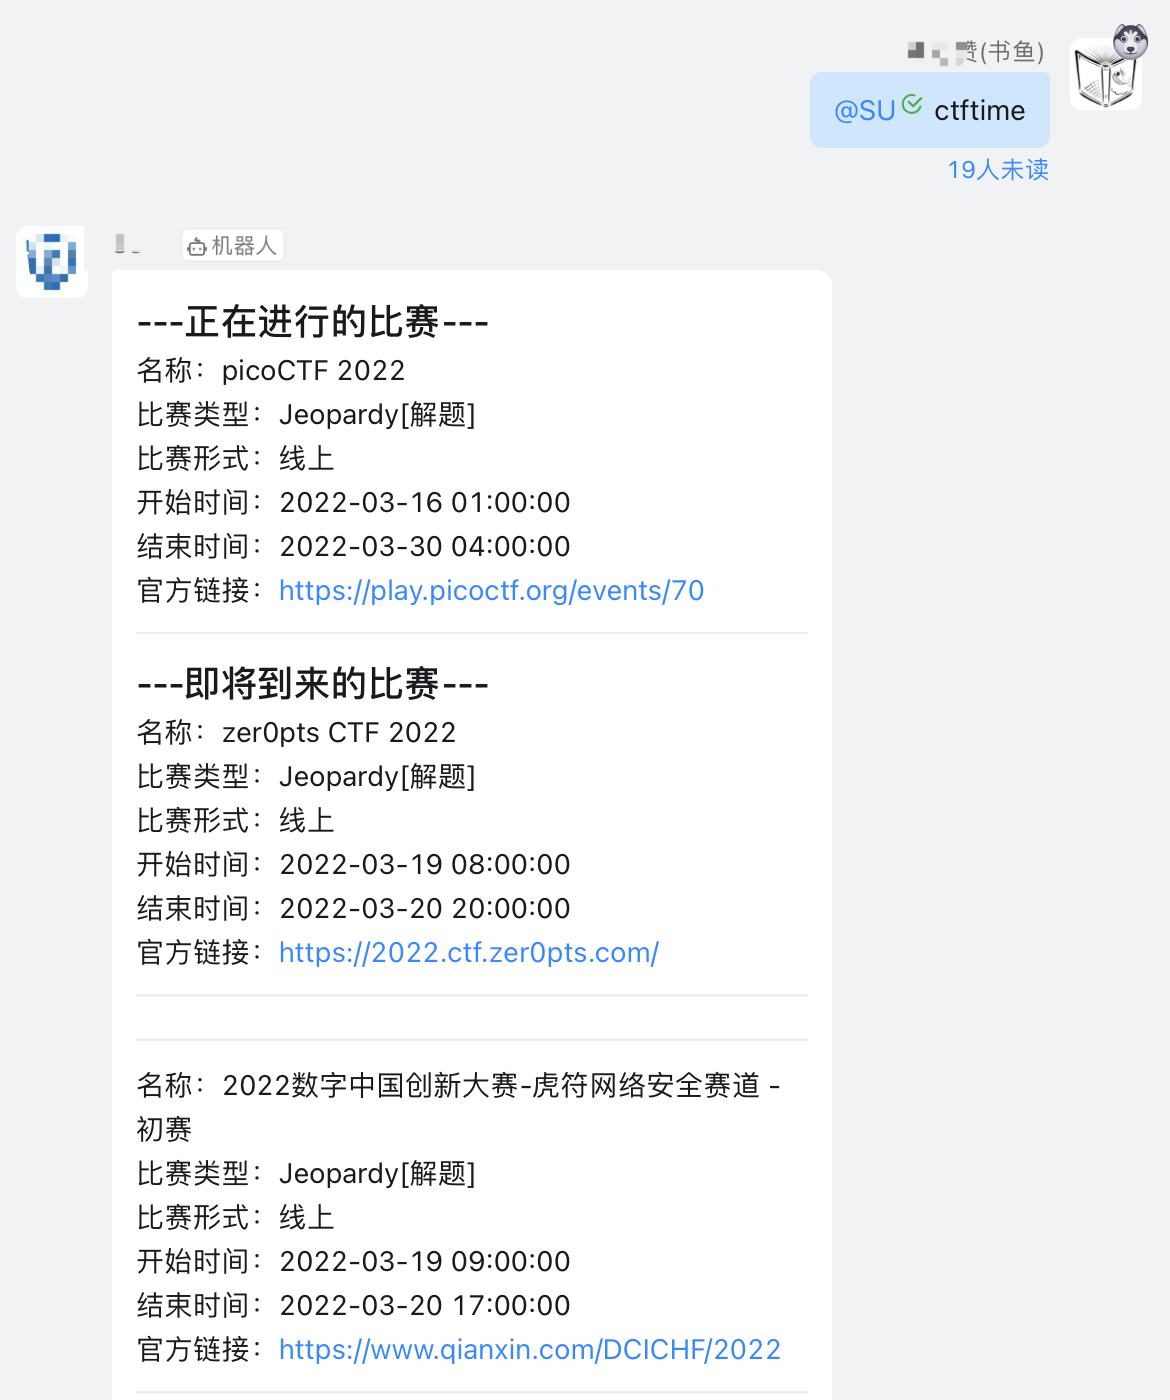 (书鱼)
@SU ctftime
19人未读
机器人
---正在进行的比赛---
名称：picoCTF 2022
比赛类型：Jeopardy[解题]
比赛形式：线上
开始时间：2022-03-16 01:00:00
结束时间：2022-03-30 04:00:00
官方链接：https://play.picoctf.org/events/70
---即将到来的比赛---
名称：zer0pts CTF 2022
比赛类型：Jeopardy[解题]
比赛形式：线上
开始时间：2022-03-19 08:00:00
结束时间：2022-03-20 20:00:00
官方链接：https://2022.ctf.zer0pts.com/
名称：2022数字中国创新大赛-虎符网络安全赛道 -
初赛
比赛类型：Jeopardy[解题]
比赛形式：线上
开始时间：2022-03-19 09:00:00
结束时间：2022-03-20 17:00:00
官方链接：https://www.qianxin.com/DCICHF/2022